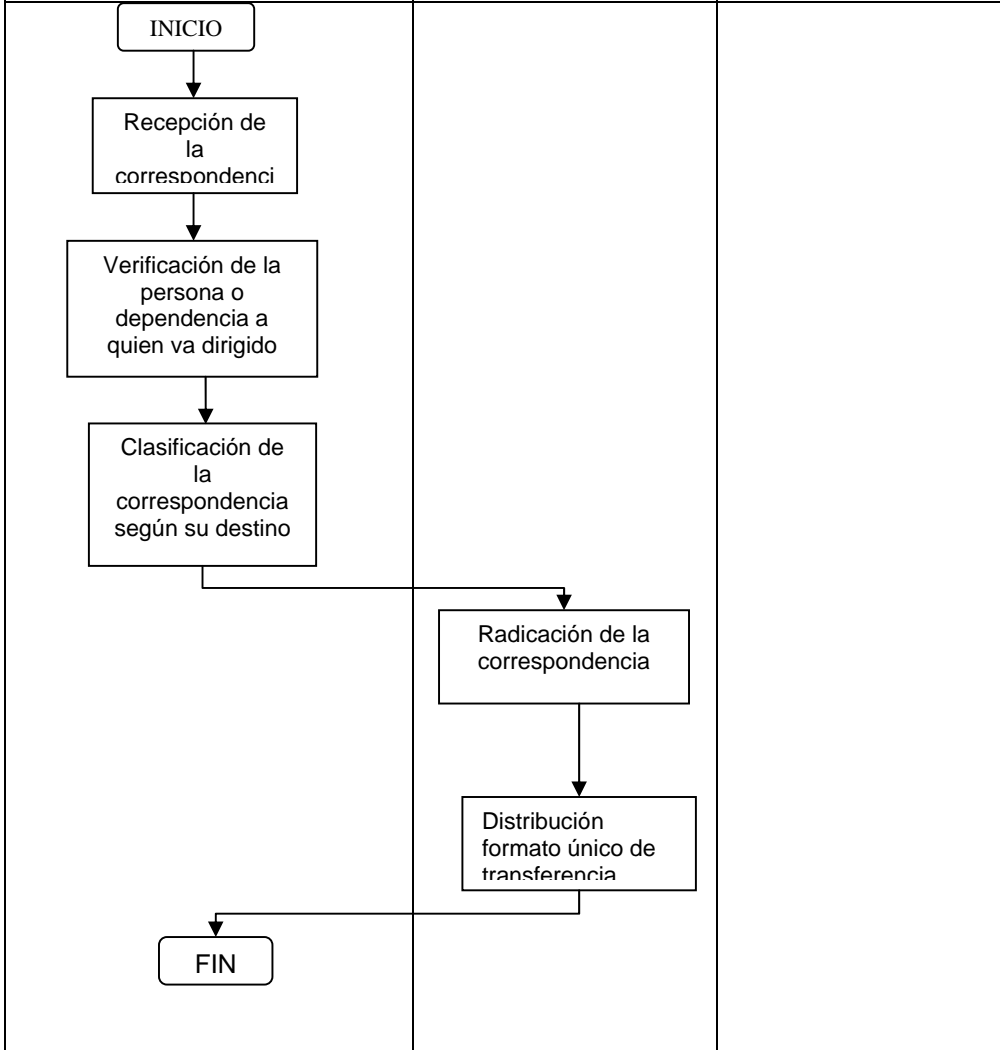 INICIO
Recepción de
la
correspondenci
Verificación de la
persona o
dependencia a
quien va dirigido
Clasificación de
la
correspondencia
según su destino
Radicación de la
correspondencia
Distribución
formato único de
transferencia
FIN